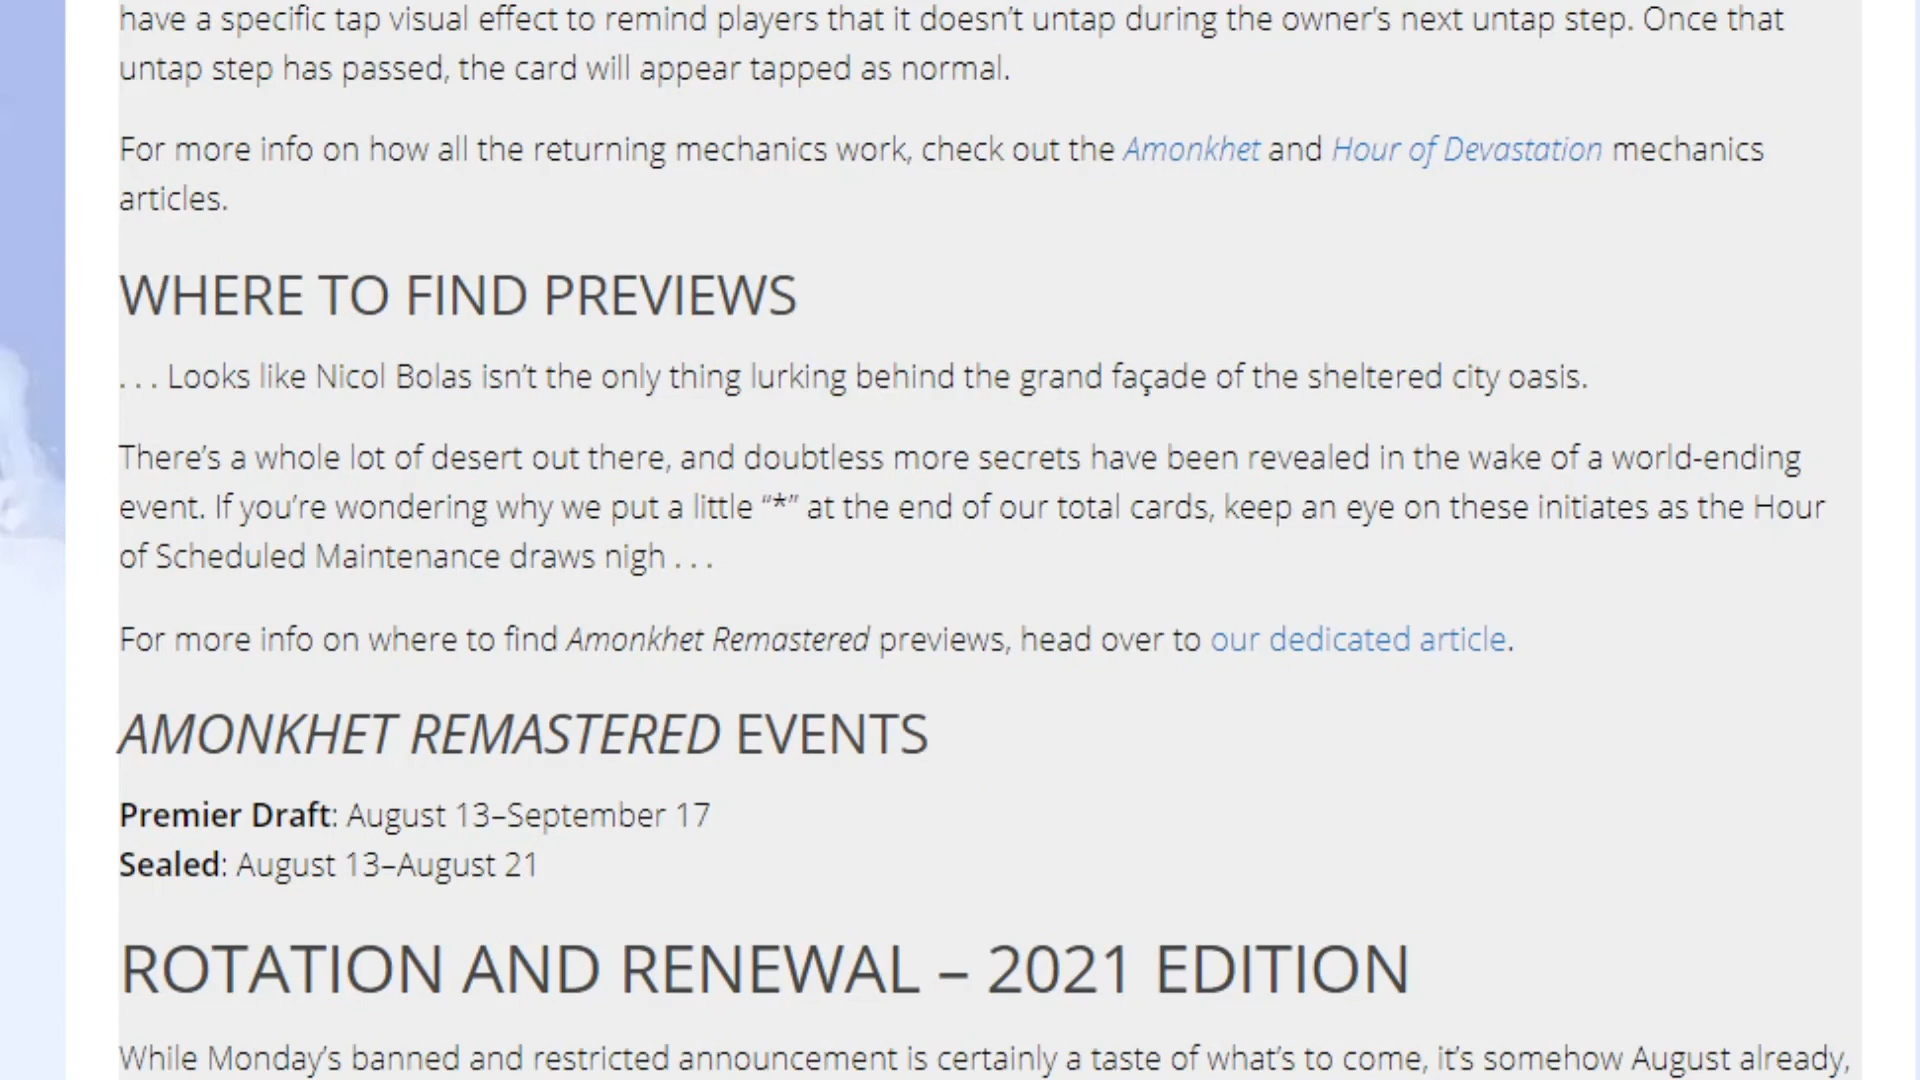 have a specific tap visual effect to remind players that it doesn’t untap during the owner’s next untap step. Once that
untap step has passed, the card will appear tapped as normal.
For more info on how all the returning mechanics work, check out the Amonkhet and Hour of Devastation mechanics
articles.
WHERE TO FIND PREVIEWS
. . . Looks like Nicol Bolas isn’t the only thing lurking behind the grand façade of the sheltered city oasis.
There’s a whole lot of desert out there, and doubtless more secrets have been revealed in the wake of a world-ending
event. If you’re wondering why we put a little “*” at the end of our total cards, keep an eye on these initiates as the Hour
of Scheduled Maintenance draws nigh . . .
For more info on where to find Amonkhet Remastered previews, head over to our dedicated article.
AMONKHET REMASTERED EVENTS
Premier Draft: August 13–September 17
Sealed: August 13–August 21
ROTATION AND RENEWAL – 2021 EDITION
While Monday’s banned and restricted announcement is certainly a taste of what’s to come, it’s somehow August already,